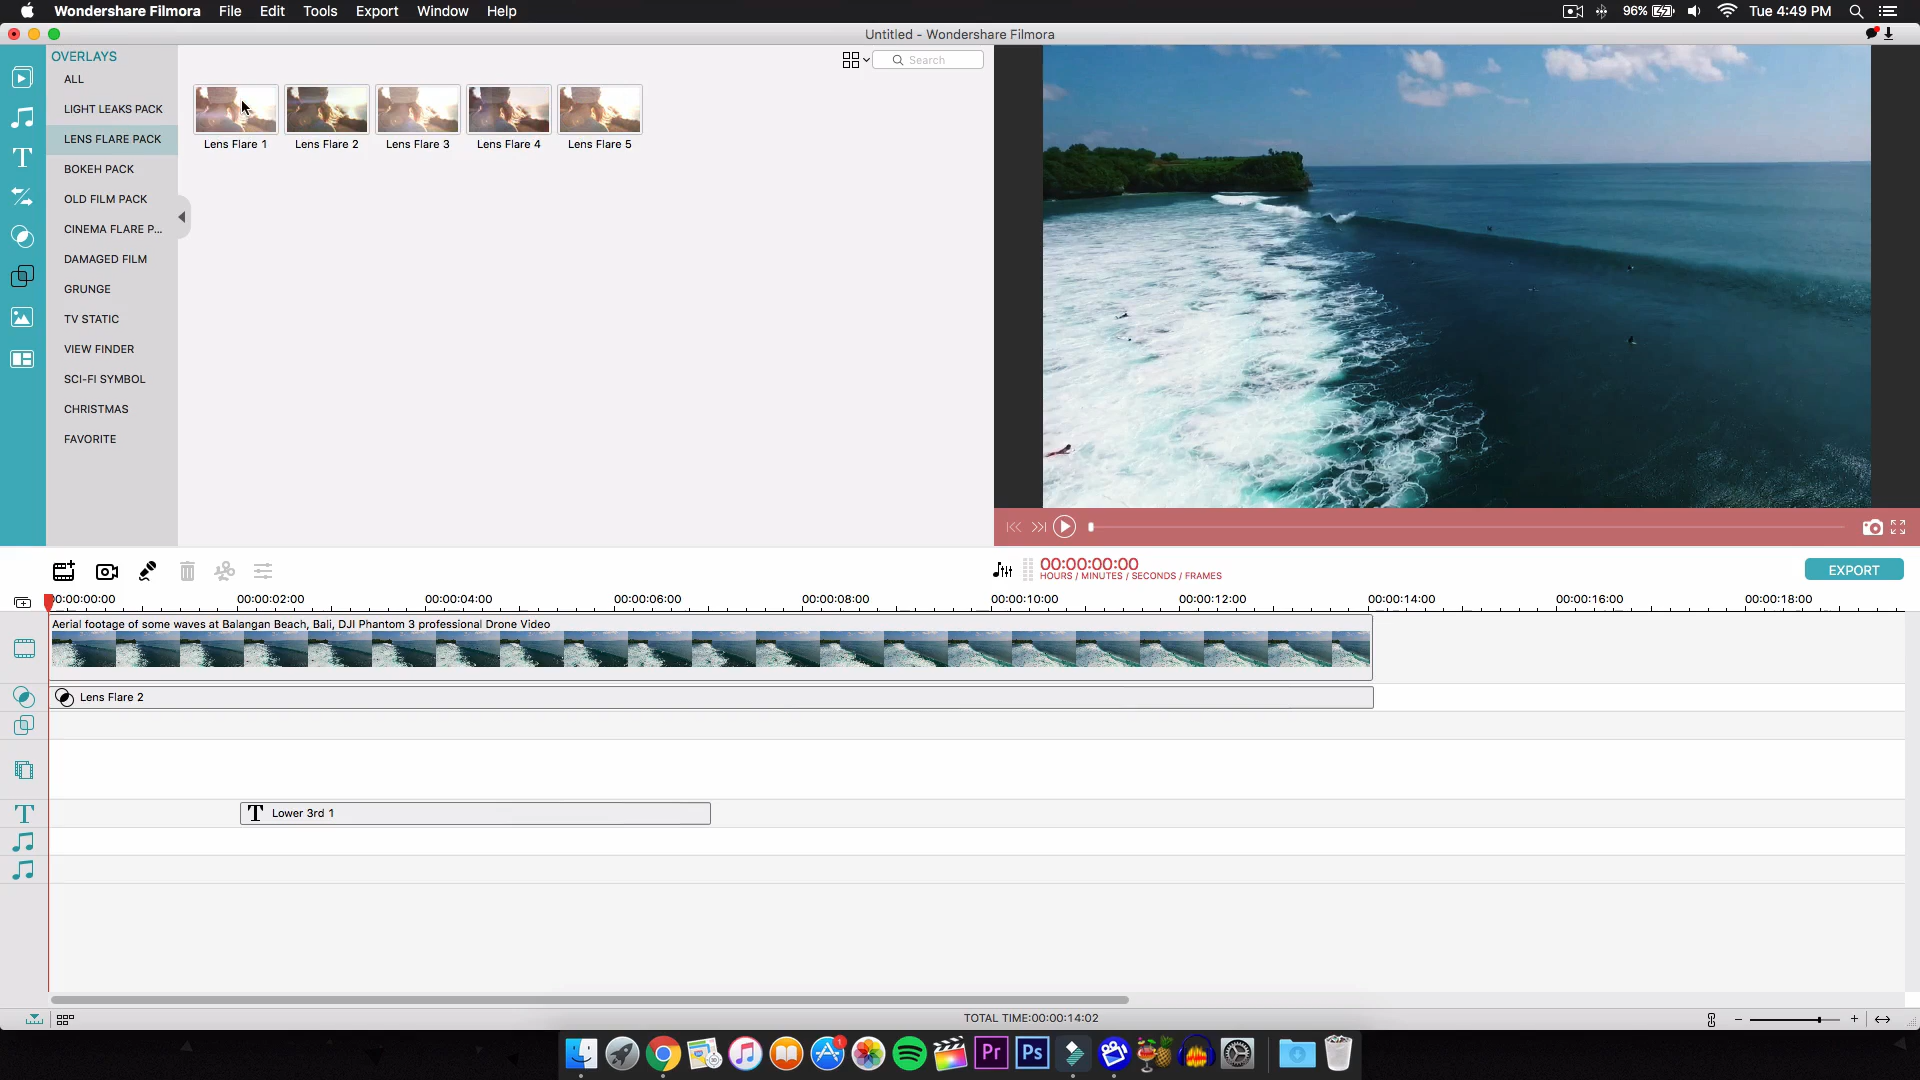 Wondershare Filmora File Edit Tools Export Window Help
96% Tue 4:49 PM
Untitled - Wondershare Filmora
OVERLAYS
ALL
LIGHT LEAKS PACK
LENS FLARE PACK
BOKEH PACK
OLD FILM PACK
CINEMA FLARE P...
DAMAGED FILM
GRUNGE
TV STATIC
VIEW FINDER
SCI-FI SYMBOL
CHRISTMAS
FAVORITE
Search
Lens Flare 1 Lens Flare 2 Lens Flare 3 Lens Flare 4 Lens Flare 5
00:00:00:00
HOURS / MINUTES / SECONDS / FRAMES
EXPORT
00:00:00:00 00:00:02:00 00:00:04:00 00:00:06:00 00:00:08:00 00:00:10:00 00:00:12:00 00:00:14:00 00:00:16:00 00:00:18:00
Aerial footage of some waves at Balangan Beach, Bali, DJI Phantom 3 professional Drone Video
Lens Flare 2
T Lower 3rd 1
TOTAL TIME:00:00:14:02
1
Pr Ps